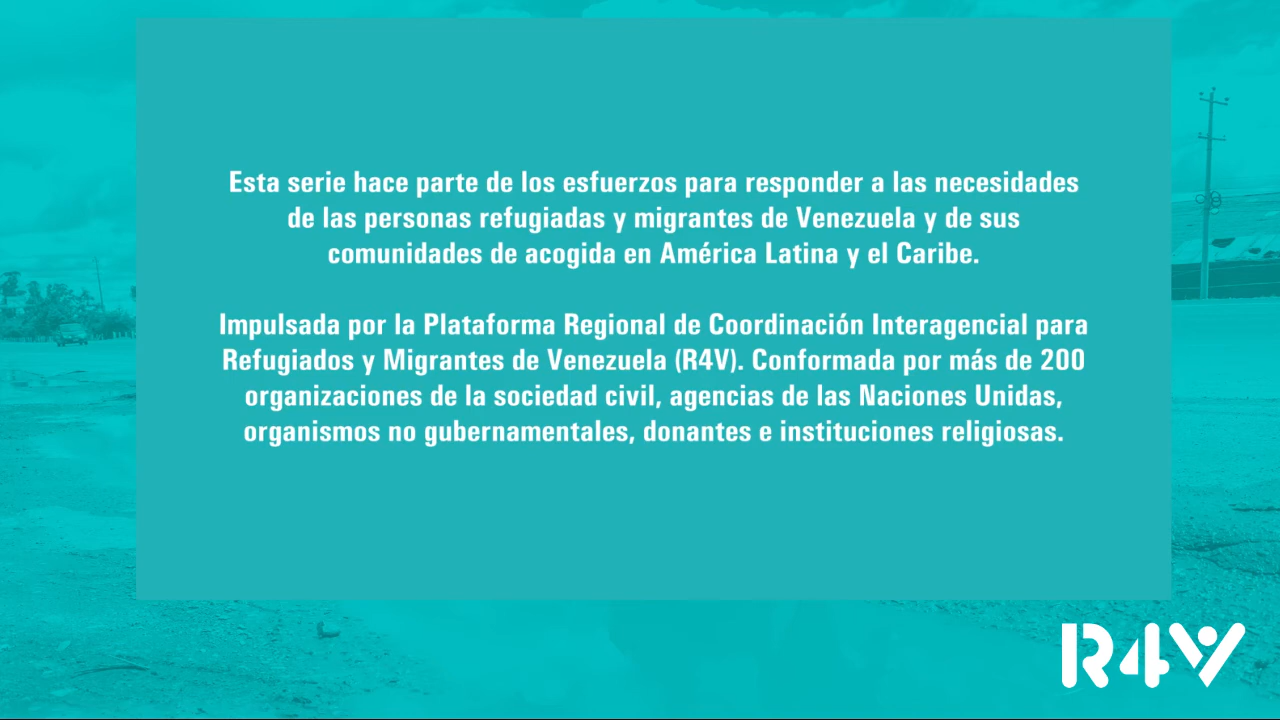 Esta serie hace parte de los esfuerzos para responder a las necesidades
de las personas refugiadas y migrantes de Venezuela y de sus
comunidades de acogida en América Latina y el Caribe.
Impulsada por la Plataforma Regional de Coordinación Interagencial para
Refugiados y Migrantes de Venezuela (R4V). Conformada por más de 200
organizaciones de la sociedad civil, agencias de las Naciones Unidas,
organismos no gubernamentales, donantes e instituciones religiosas.
R4V